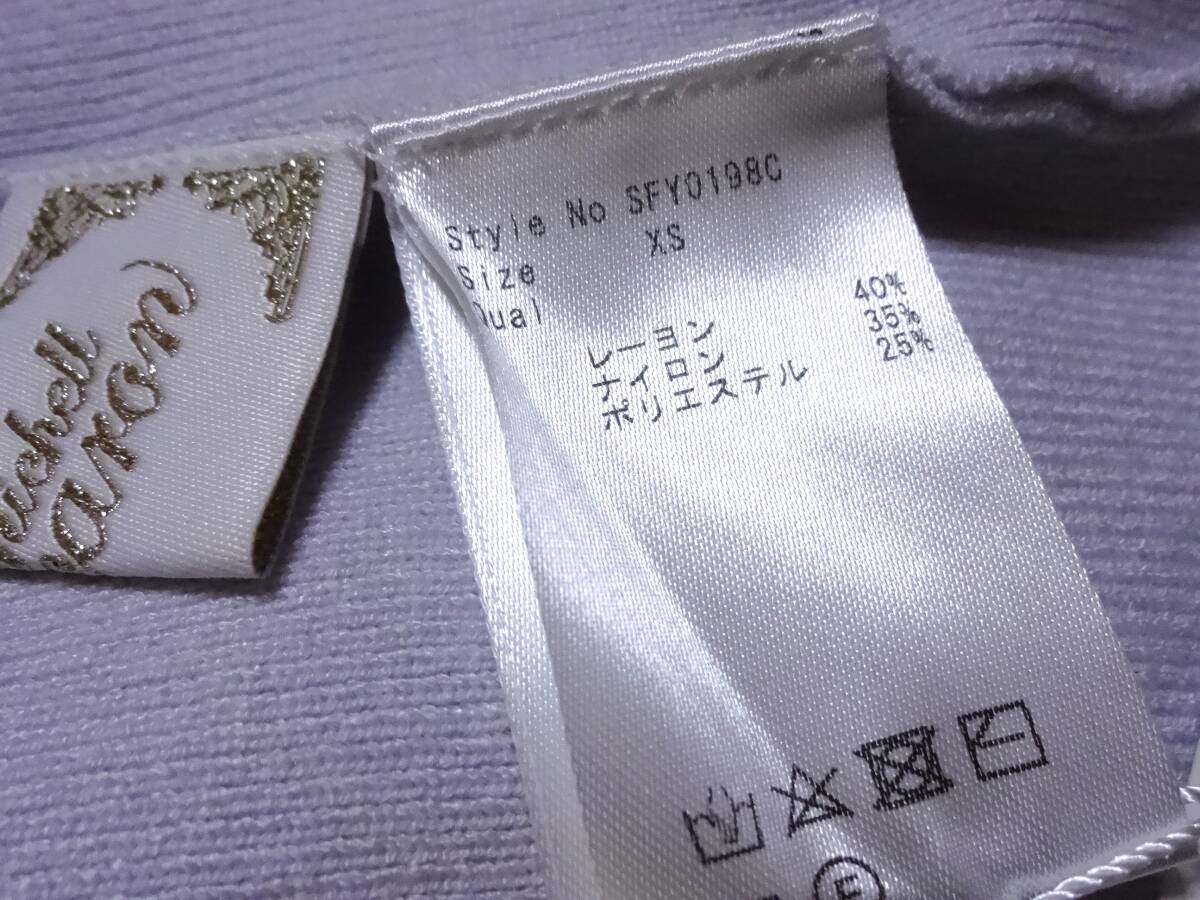 Style No SFY0198C
Size XS
Qual
レーヨン 40%
ナイロン 35%
ポリエステル 25%
F